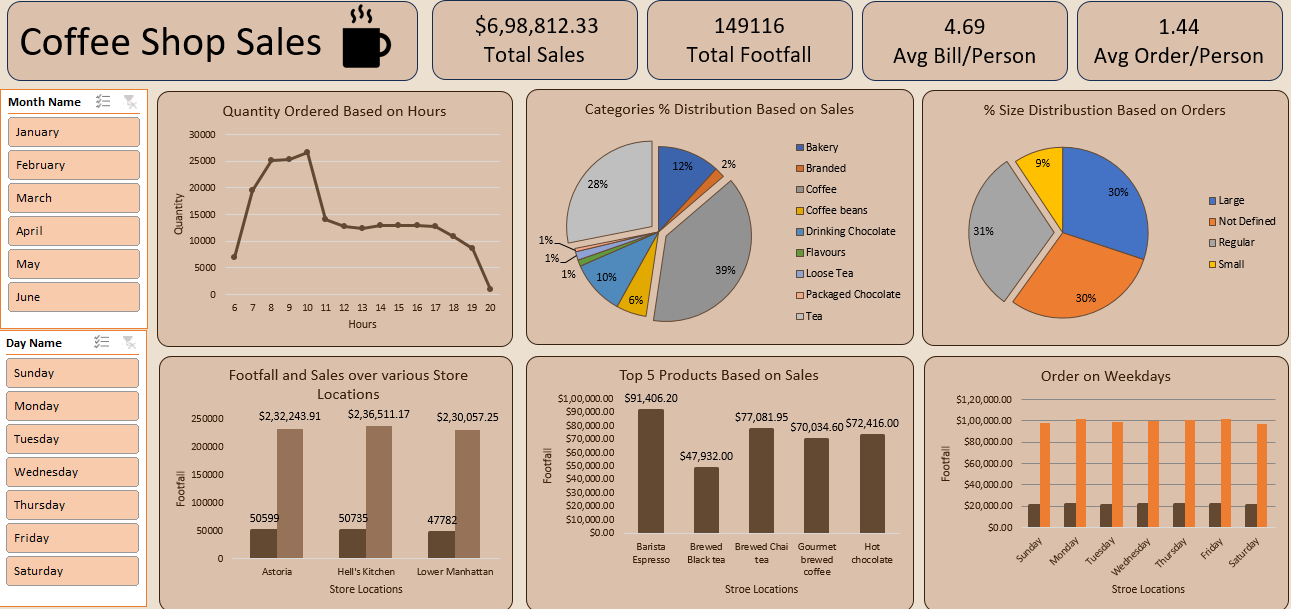 Coffee Shop Sales
$6,98,812.33
Total Sales
149116
Total Footfall
4.69
Avg Bill/Person
1.44
Avg Order/Person
Month Name
January
February
March
April
May
June
Day Name
Sunday
Monday
Tuesday
Wednesday
Thursday
Friday
Saturday
Quantity Ordered Based on Hours
Quantity
30000
25000
20000
15000
10000
5000
0
6 7 8 9 10 11 12 13 14 15 16 17 18 19 20
Hours
Categories % Distribution Based on Sales
12%
2%
39%
6%
10%
1%
1%
1%
28%
Bakery
Branded
Coffee
Coffee beans
Drinking Chocolate
Flavours
Loose Tea
Packaged Chocolate
Tea
% Size Distribustion Based on Orders
30%
30%
31%
9%
Large
Not Defined
Regular
Small
Footfall and Sales over various Store
Locations
Footfall
250000
200000
150000
100000
50000
0
$2,32,243.91
$2,36,511.17
$2,30,057.25
50599
50735
47782
Astoria
Hell's Kitchen
Lower Manhattan
Store Locations
Top 5 Products Based on Sales
Footfall
$1,00,000.00
$90,000.00
$80,000.00
$70,000.00
$60,000.00
$50,000.00
$40,000.00
$30,000.00
$20,000.00
$10,000.00
$0.00
$91,406.20
$47,932.00
$77,081.95
$70,034.60
$72,416.00
Barista
Espresso
Brewed
Black tea
Brewed Chai
tea
Gourmet
brewed
coffee
Hot
chocolate
Stroe Locations
Order on Weekdays
Footfall
$1,20,000.00
$1,00,000.00
$80,000.00
$60,000.00
$40,000.00
$20,000.00
$0.00
Sunday
Monday
Tuesday
Wednesday
Thursday
Friday
Saturday
Stroe Locations